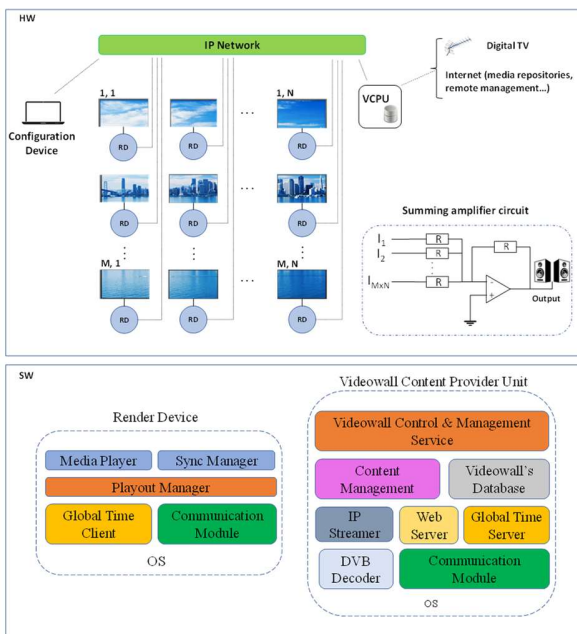 HW
IP Network
Digital TV
Internet (media repositories,
remote management...)
VCPU
Configuration
Device
1, 1
1, N
...
RD
RD
RD
...
RD
RD
RD
M, 1
M, N
...
RD
RD
RD
Summing amplifier circuit
I1
R
R
I2
R
IMxN
R
-
+
Output
SW
Render Device
Media Player
Sync Manager
Playout Manager
Global Time
Client
Communication
Module
OS
Videowall Content Provider Unit
Videowall Control & Management
Service
Content
Management
Videowall's
Database
IP
Streamer
Web
Server
Global Time
Server
DVB
Decoder
Communication
Module
OS